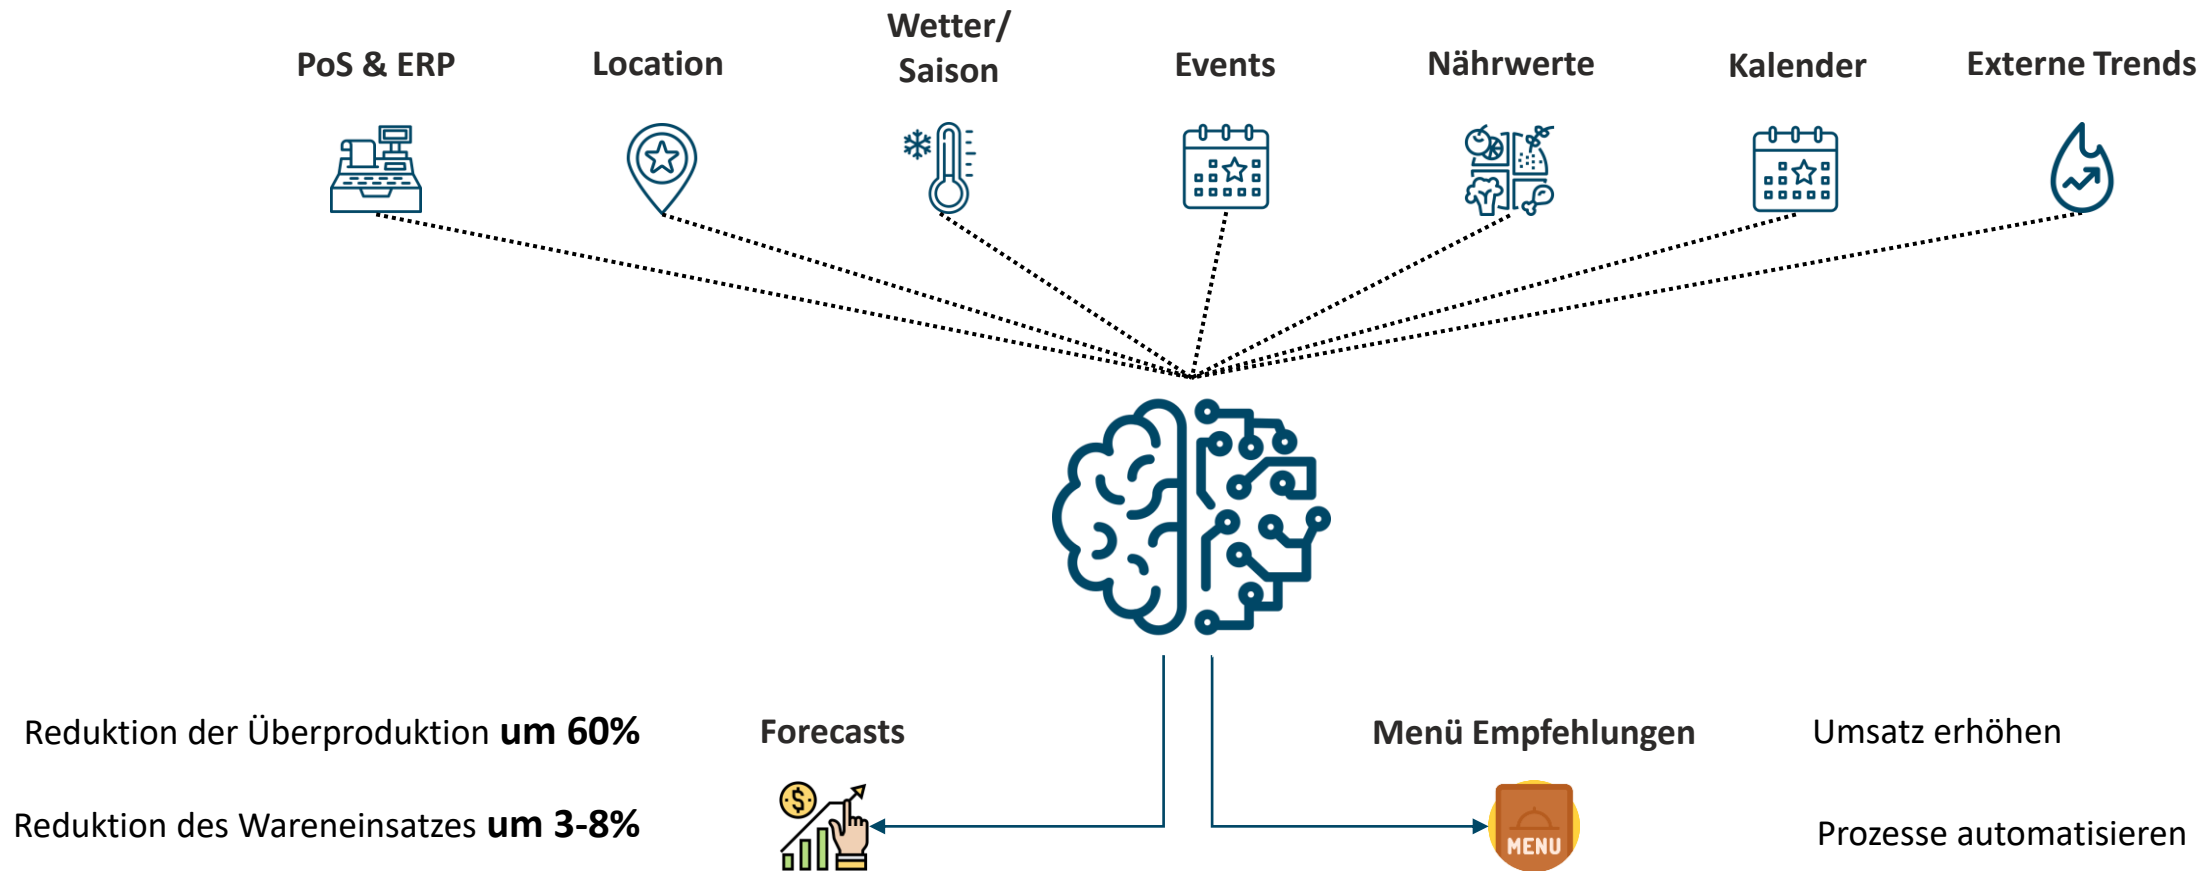 PoS & ERP
Location
Wetter/
Saison
Events
Nährwerte
Kalender
Externe Trends
Reduktion der Überproduktion um 60%
Forecasts
Menü Empfehlungen
Umsatz erhöhen
$
Reduktion des Wareneinsatzes um 3-8%
MENU
Prozesse automatisieren